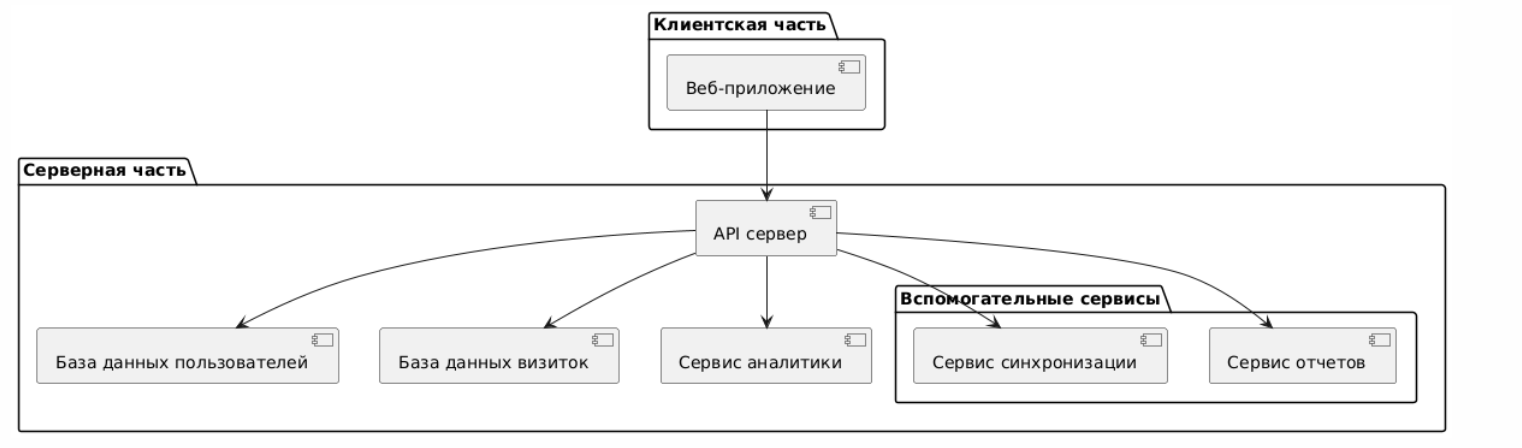 Клиентская часть
Веб-приложение
Серверная часть
API сервер
Вспомогательные сервисы
База данных пользователей
База данных визиток
Сервис аналитики
Сервис синхронизации
Сервис отчетов